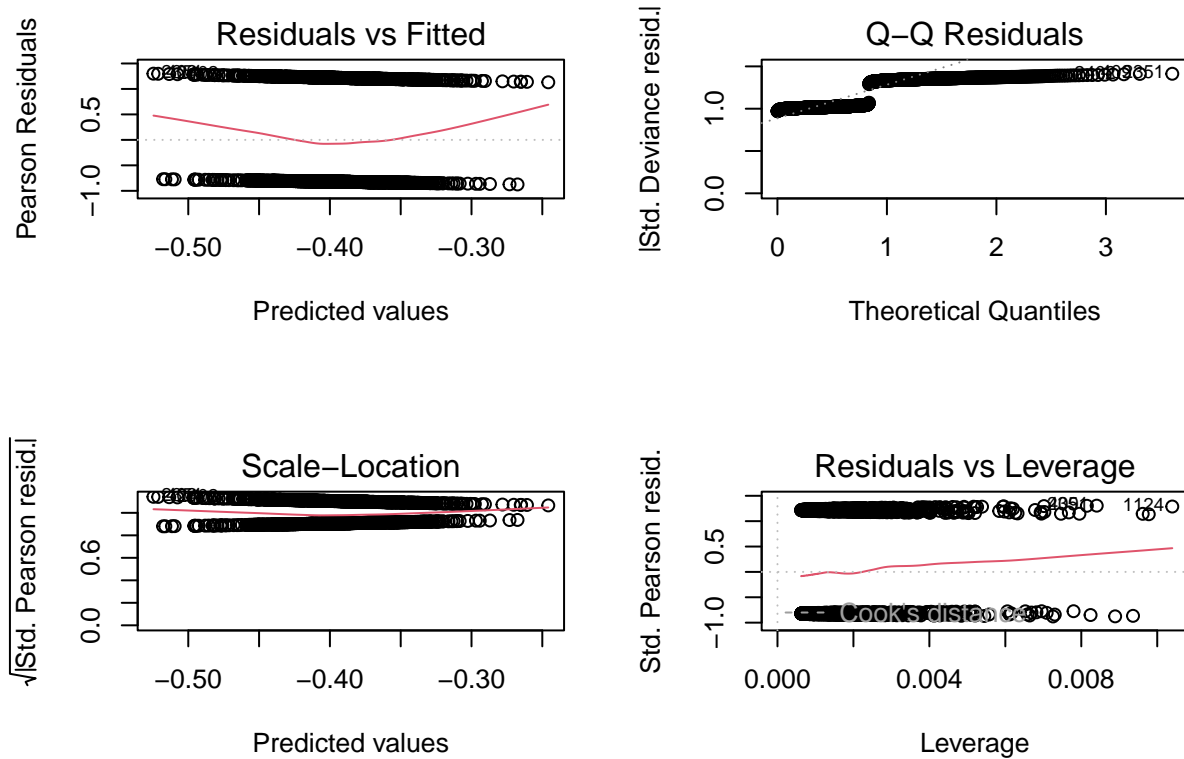 Residuals vs Fitted
Pearson Residuals
0.5
−1.0
−0.50 −0.40 −0.30
Predicted values
Q−Q Residuals
|Std. Deviance resid.|
1.0
0.0
0 1 2 3
Theoretical Quantiles
Scale−Location
√|Std. Pearson resid.|
0.6
0.0
−0.50 −0.40 −0.30
Predicted values
Residuals vs Leverage
Std. Pearson resid.
0.5
−1.0
1124
Cook's distance
0.000 0.004 0.008
Leverage